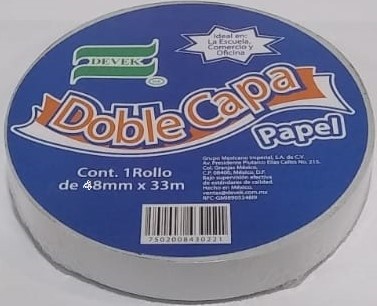 DEVEK
Ideal en:
La Escuela,
Comercio y
Oficina
Doble Capa
Papel
Cont. 1Rollo
de 48mm x 33m
Grupo Mexicano Imperial, S.A. de C.V.
Av. Presidente Plutarco Elías Calles No. 215.
Col. Granjas México,
C.P. 08400, México, D.F.
Bajo supervisión efectiva
de estándares de calidad.
Hecho en México.
ventas@devek.com.mx
7502008430221